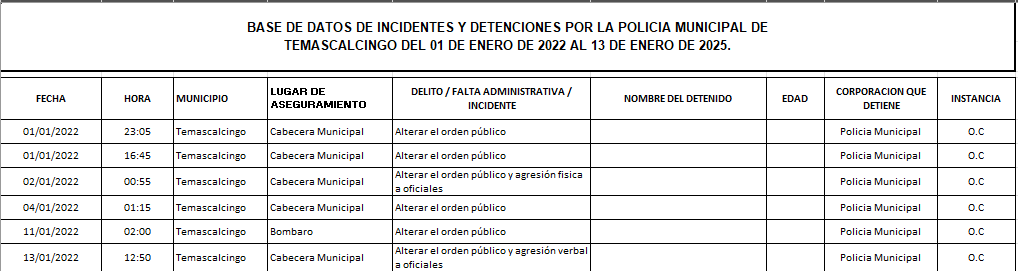 BASE DE DATOS DE INCIDENTES Y DETENCIONES POR LA POLICIA MUNICIPAL DE
TEMASCALCINGO DEL 01 DE ENERO DE 2022 AL 13 DE ENERO DE 2025.
FECHA HORA MUNICIPIO LUGAR DE ASEGURAMIENTO DELITO / FALTA ADMINISTRATIVA / INCIDENTE NOMBRE DEL DETENIDO EDAD CORPORACION QUE DETIENE INSTANCIA
01/01/2022 23:05 Temascalcingo Cabecera Municipal Alterar el orden público Policia Municipal O.C
01/01/2022 16:45 Temascalcingo Cabecera Municipal Alterar el orden público Policia Municipal O.C
02/01/2022 00:55 Temascalcingo Cabecera Municipal Alterar el orden público y agresión fisica a oficiales Policia Municipal O.C
04/01/2022 01:15 Temascalcingo Cabecera Municipal Alterar el orden público Policia Municipal O.C
11/01/2022 02:00 Temascalcingo Bombaro Alterar el orden público Policia Municipal O.C
13/01/2022 12:50 Temascalcingo Cabecera Municipal Alterar el orden público y agresión verbal a oficiales Policia Municipal O.C